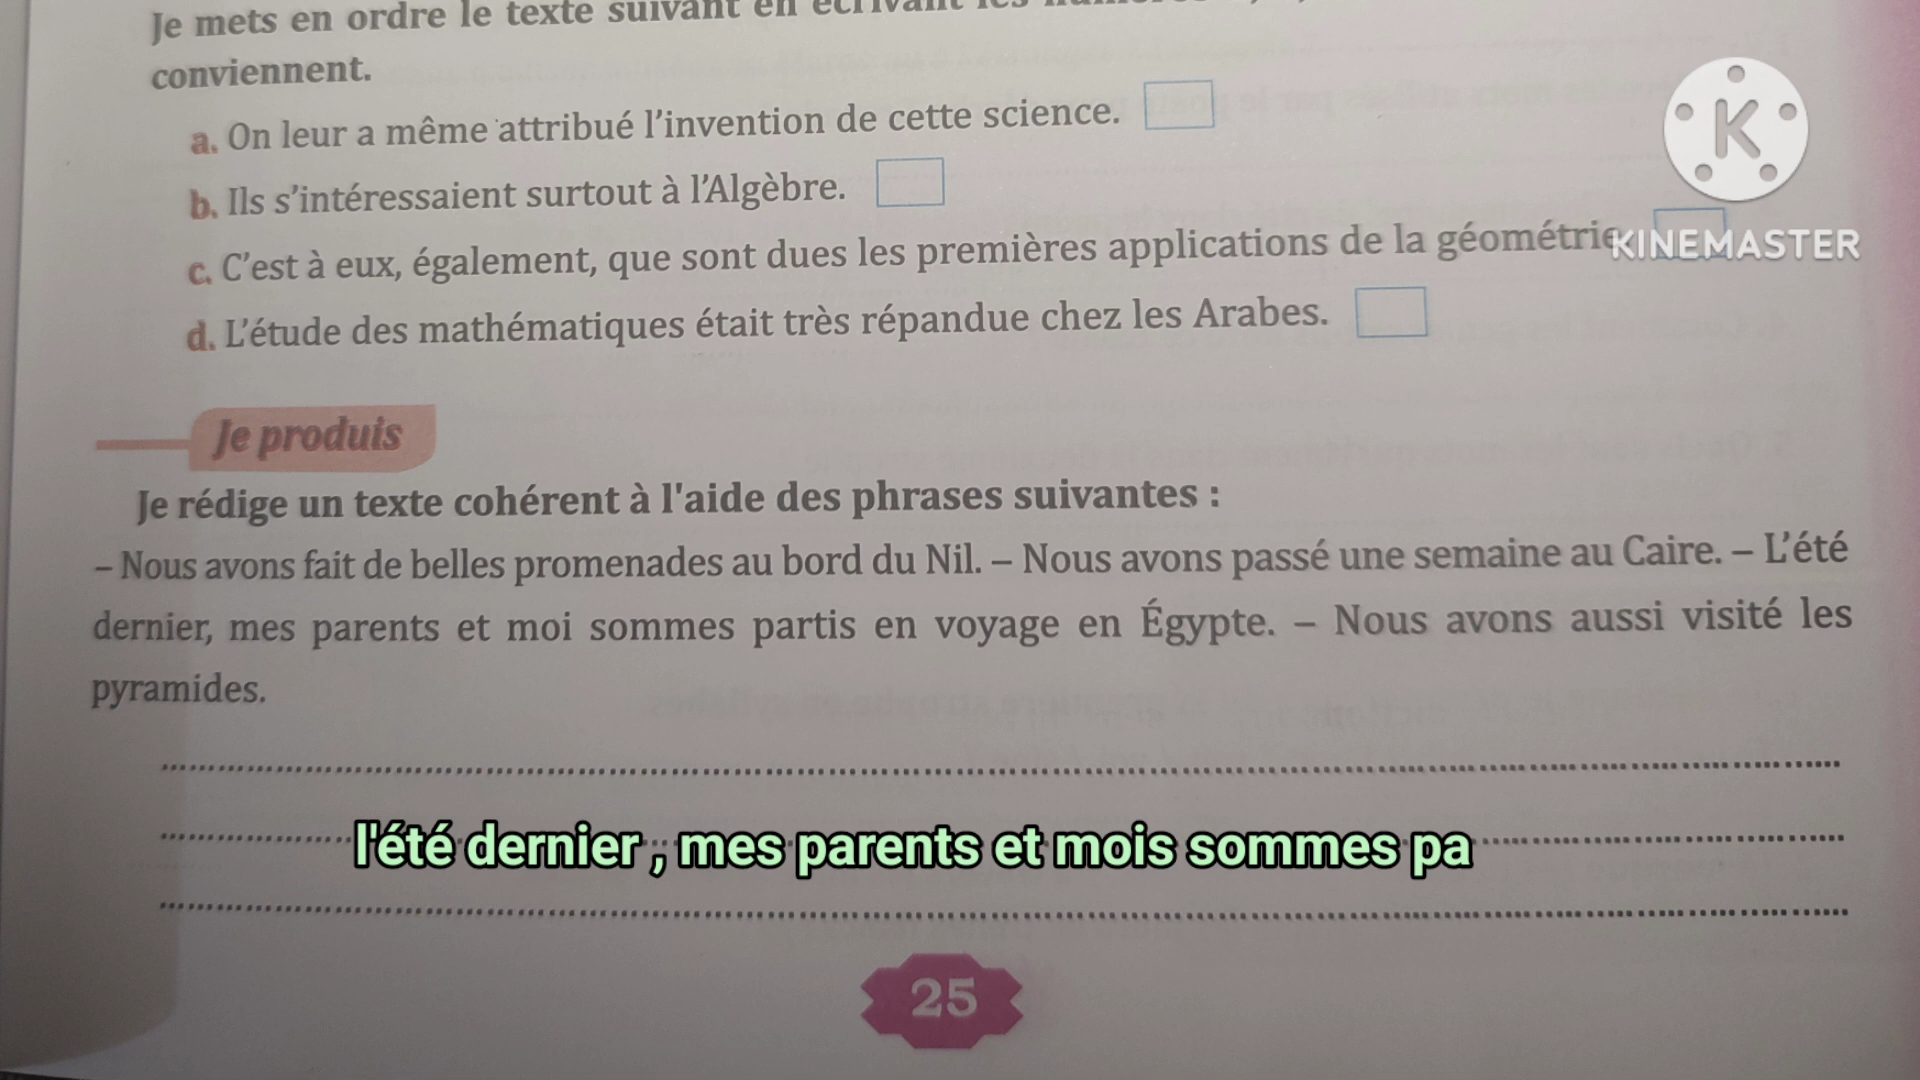 Je mets en ordre le texte suivant en écrivant les
conviennent.
a. On leur a même attribué l'invention de cette science.
b. Ils s'intéressaient surtout à l'Algèbre.
c. C'est à eux, également, que sont dues les premières applications de la géométrie
d. L'étude des mathématiques était très répandue chez les Arabes.
K
KINEMASTER
Je produis
Je rédige un texte cohérent à l'aide des phrases suivantes :
– Nous avons fait de belles promenades au bord du Nil. – Nous avons passé une semaine au Caire. – L'été
dernier, mes parents et moi sommes partis en voyage en Égypte. – Nous avons aussi visité les
pyramides.
l'été dernier , mes parents et mois sommes pa
25